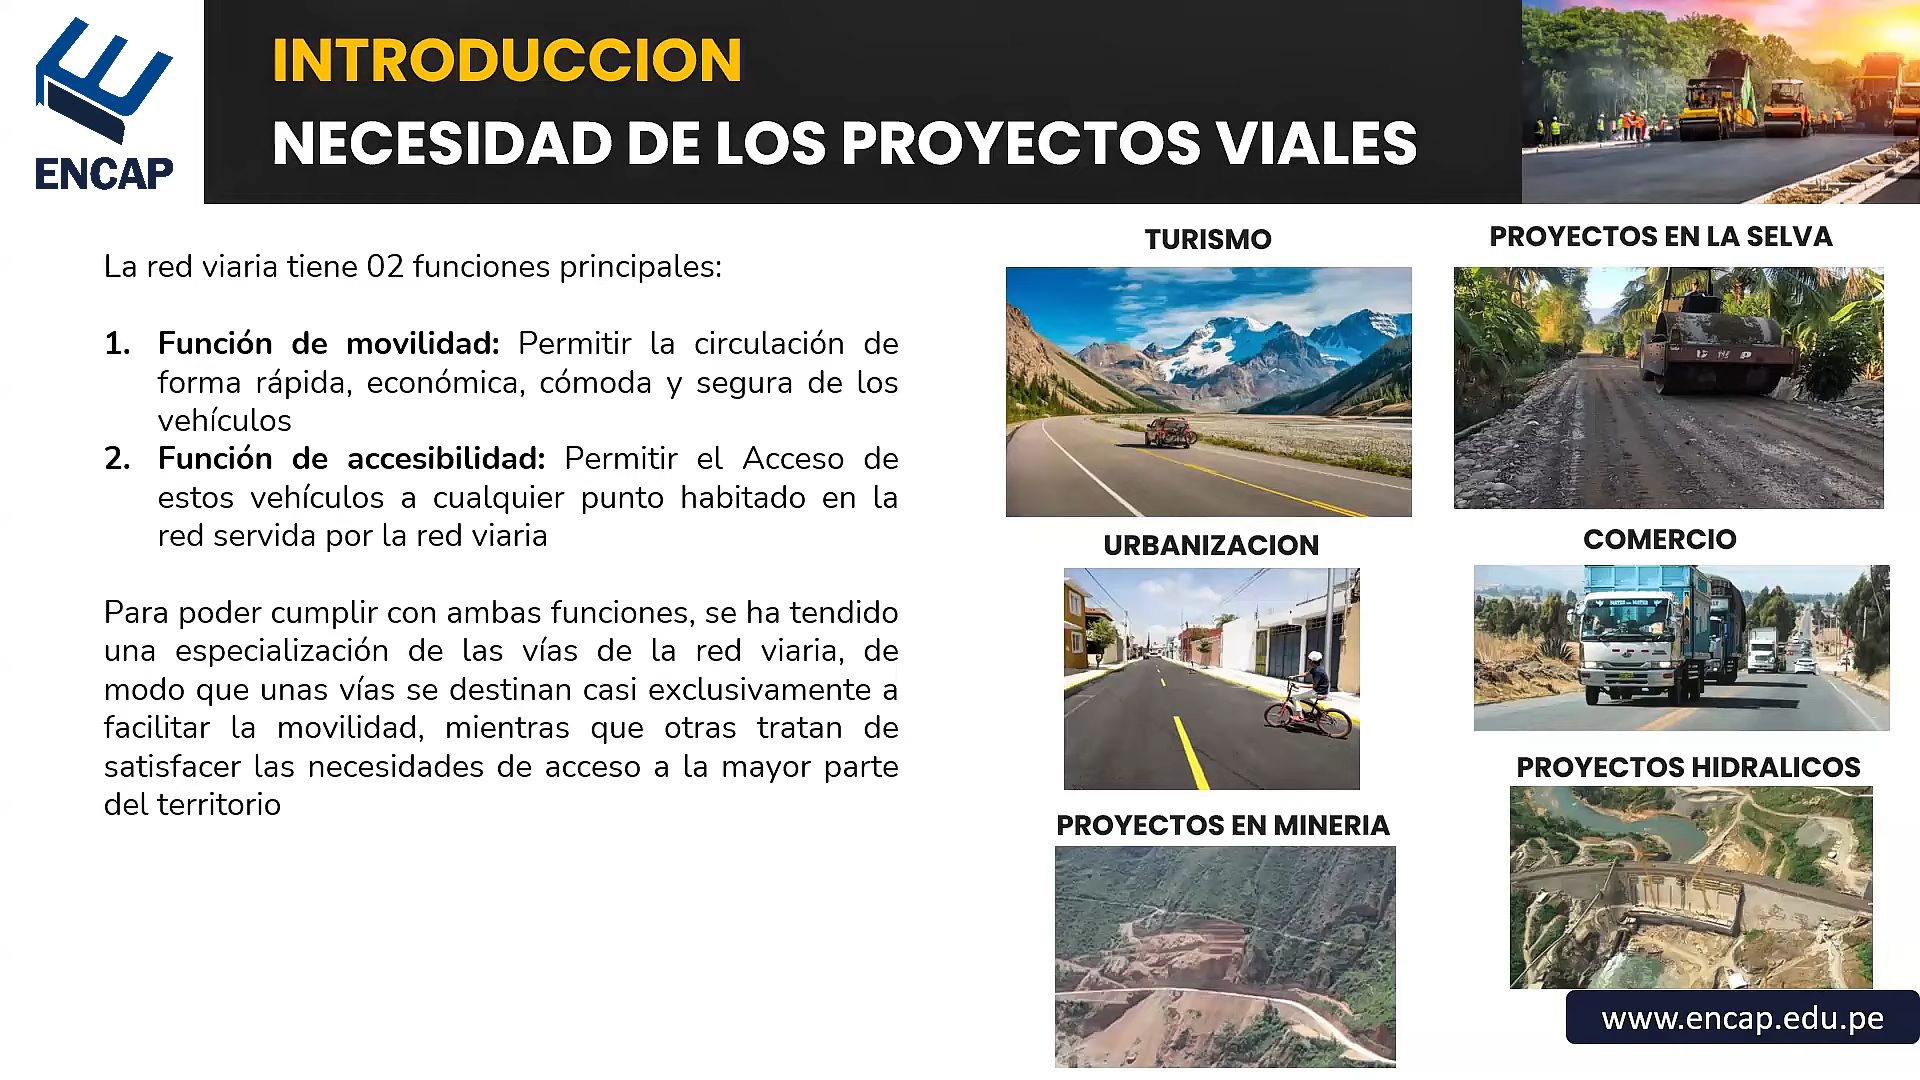 ENCAP
INTRODUCCION
NECESIDAD DE LOS PROYECTOS VIALES
La red viaria tiene 02 funciones principales:
1. Función de movilidad: Permitir la circulación de
forma rápida, económica, cómoda y segura de los
vehículos
2. Función de accesibilidad: Permitir el Acceso de
estos vehículos a cualquier punto habitado en la
red servida por la red viaria
Para poder cumplir con ambas funciones, se ha tendido
una especialización de las vías de la red viaria, de
modo que unas vías se destinan casi exclusivamente a
facilitar la movilidad, mientras que otras tratan de
satisfacer las necesidades de acceso a la mayor parte
del territorio
TURISMO
PROYECTOS EN LA SELVA
URBANIZACION
COMERCIO
PROYECTOS EN MINERIA
PROYECTOS HIDRALICOS
www.encap.edu.pe